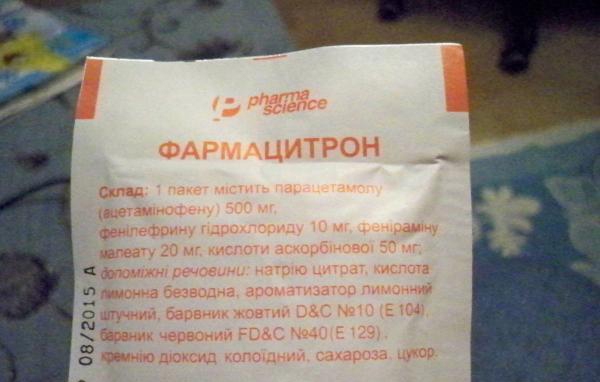 pharma
science
ФАРМАЦИТРОН
Склад: 1 пакет містить парацетамолу
(ацетамінофену) 500 мг,
фенілефрину гідрохлориду 10 мг, феніраміну
малеату 20 мг, кислоти аскорбінової 50 мг;
допоміжні речовини: натрію цитрат, кислота
лимонна безводна, ароматизатор лимонний
штучний, барвник жовтий D&C №10 (Е 104),
барвник червоний FD&C №40 (Е 129),
кремнію діоксид колоїдний, сахароза, цукор.
08/2015 А